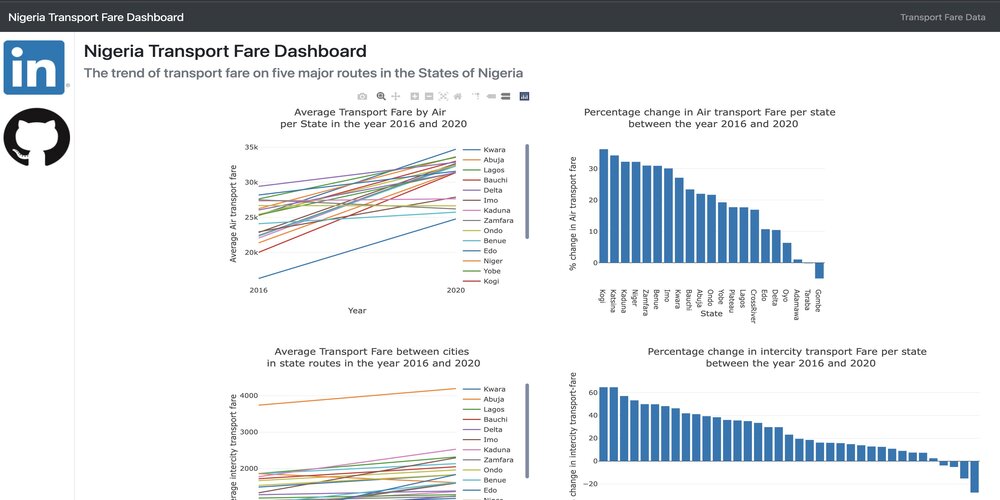 Nigeria Transport Fare Dashboard
Transport Fare Data
in
Nigeria Transport Fare Dashboard
The trend of transport fare on five major routes in the States of Nigeria
Average Transport Fare by Air
per State in the year 2016 and 2020
Average Air transport fare
35k
30k
25k
20k
2016
2020
Year
Kwara
Abuja
Lagos
Bauchi
Delta
Imo
Kaduna
Zamfara
Ondo
Benue
Edo
Niger
Yobe
Kogi
Percentage change in Air transport Fare per state
between the year 2016 and 2020
% change in Air transport fare
30
20
10
0
Kogi
Katsina
Kaduna
Niger
Zamfara
Benue
Imo
Kwara
Bauchi
Abuja
Ondo
Yobe
Plateau
Lagos
CrossRiver
Edo
Delta
Oyo
Adamawa
Taraba
Gombe
State
Average Transport Fare between cities
in state routes in the year 2016 and 2020
erage intercity transport fare
4000
3000
2000
Kwara
Abuja
Lagos
Bauchi
Delta
Imo
Kaduna
Zamfara
Ondo
Benue
Edo
Percentage change in intercity transport Fare per state
between the year 2016 and 2020
change in intercity transport-fare
60
40
20
0
−20